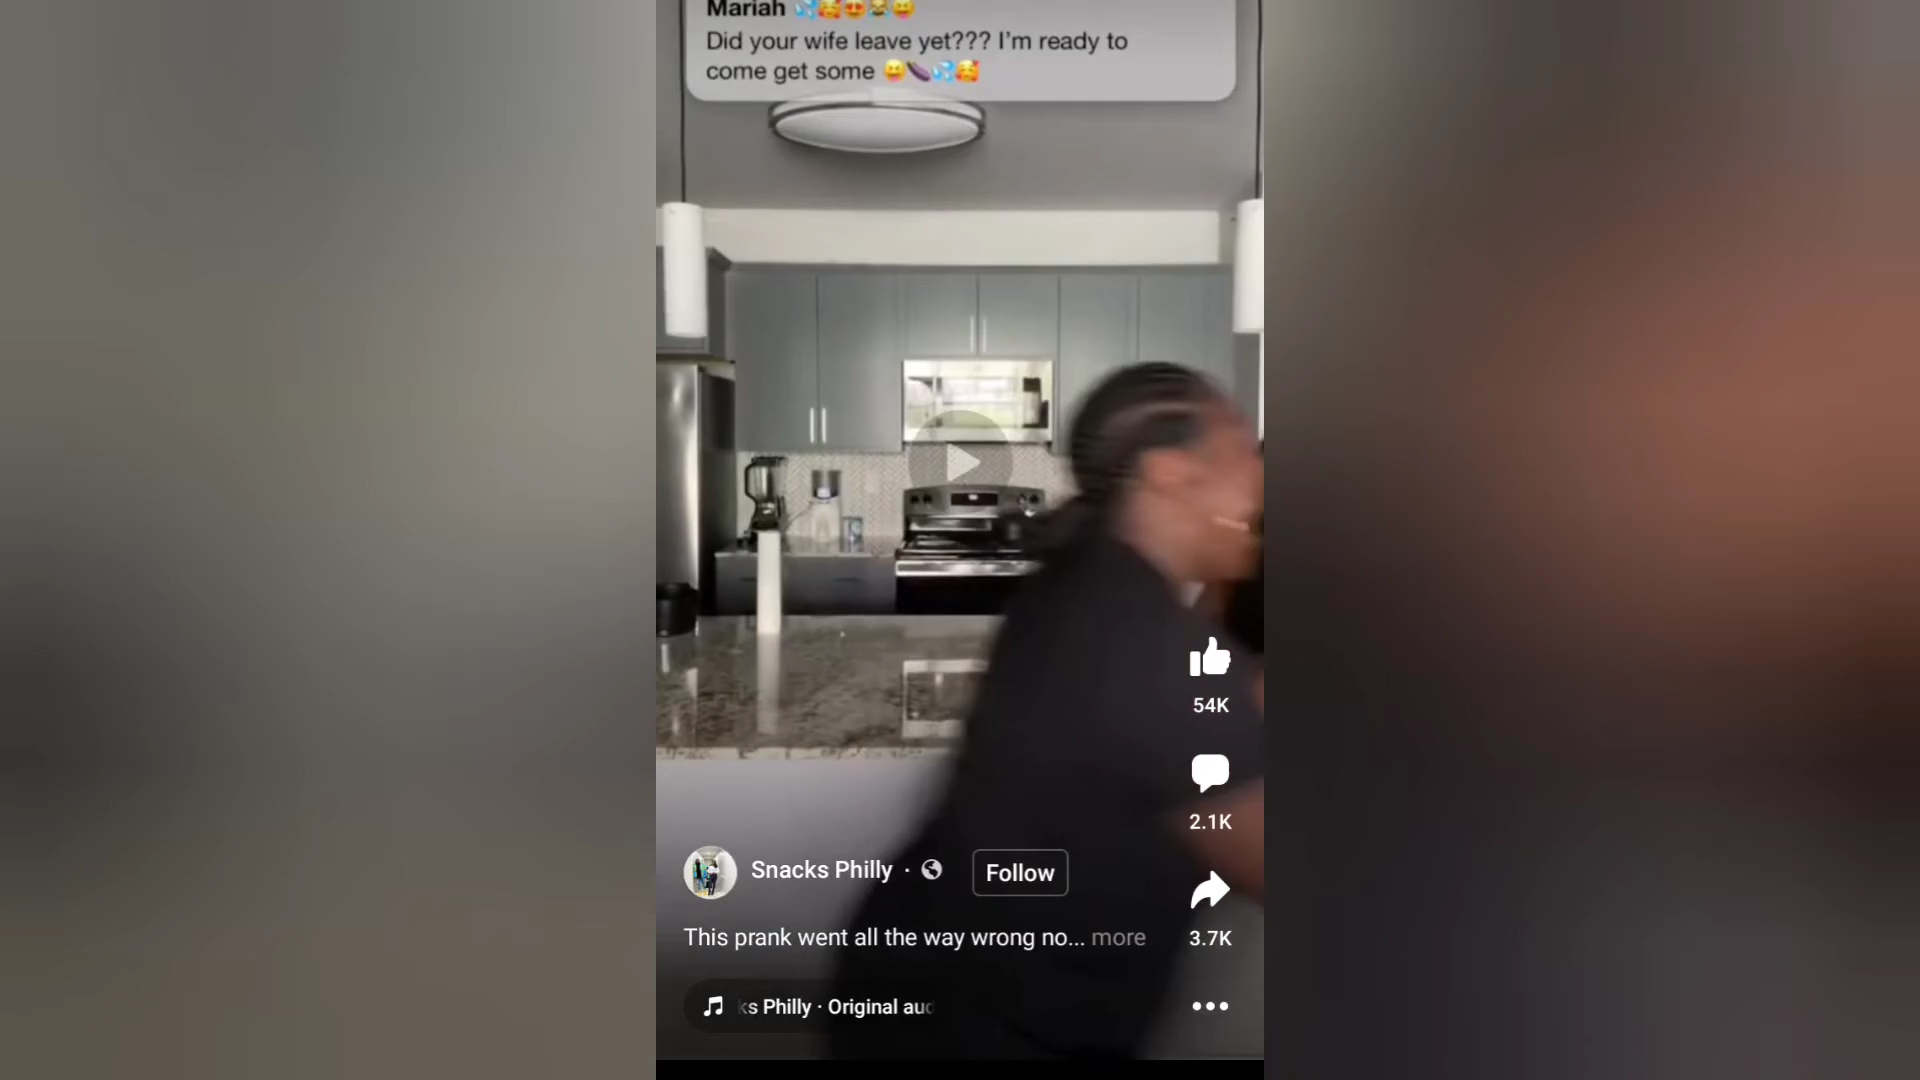 Mariah 💦🥰😍😹😝
Did your wife leave yet??? I'm ready to
come get some 😝🍆💦🥰
54K
2.1K
Snacks Philly · Follow
This prank went all the way wrong no... more
3.7K
ks Philly · Original aud